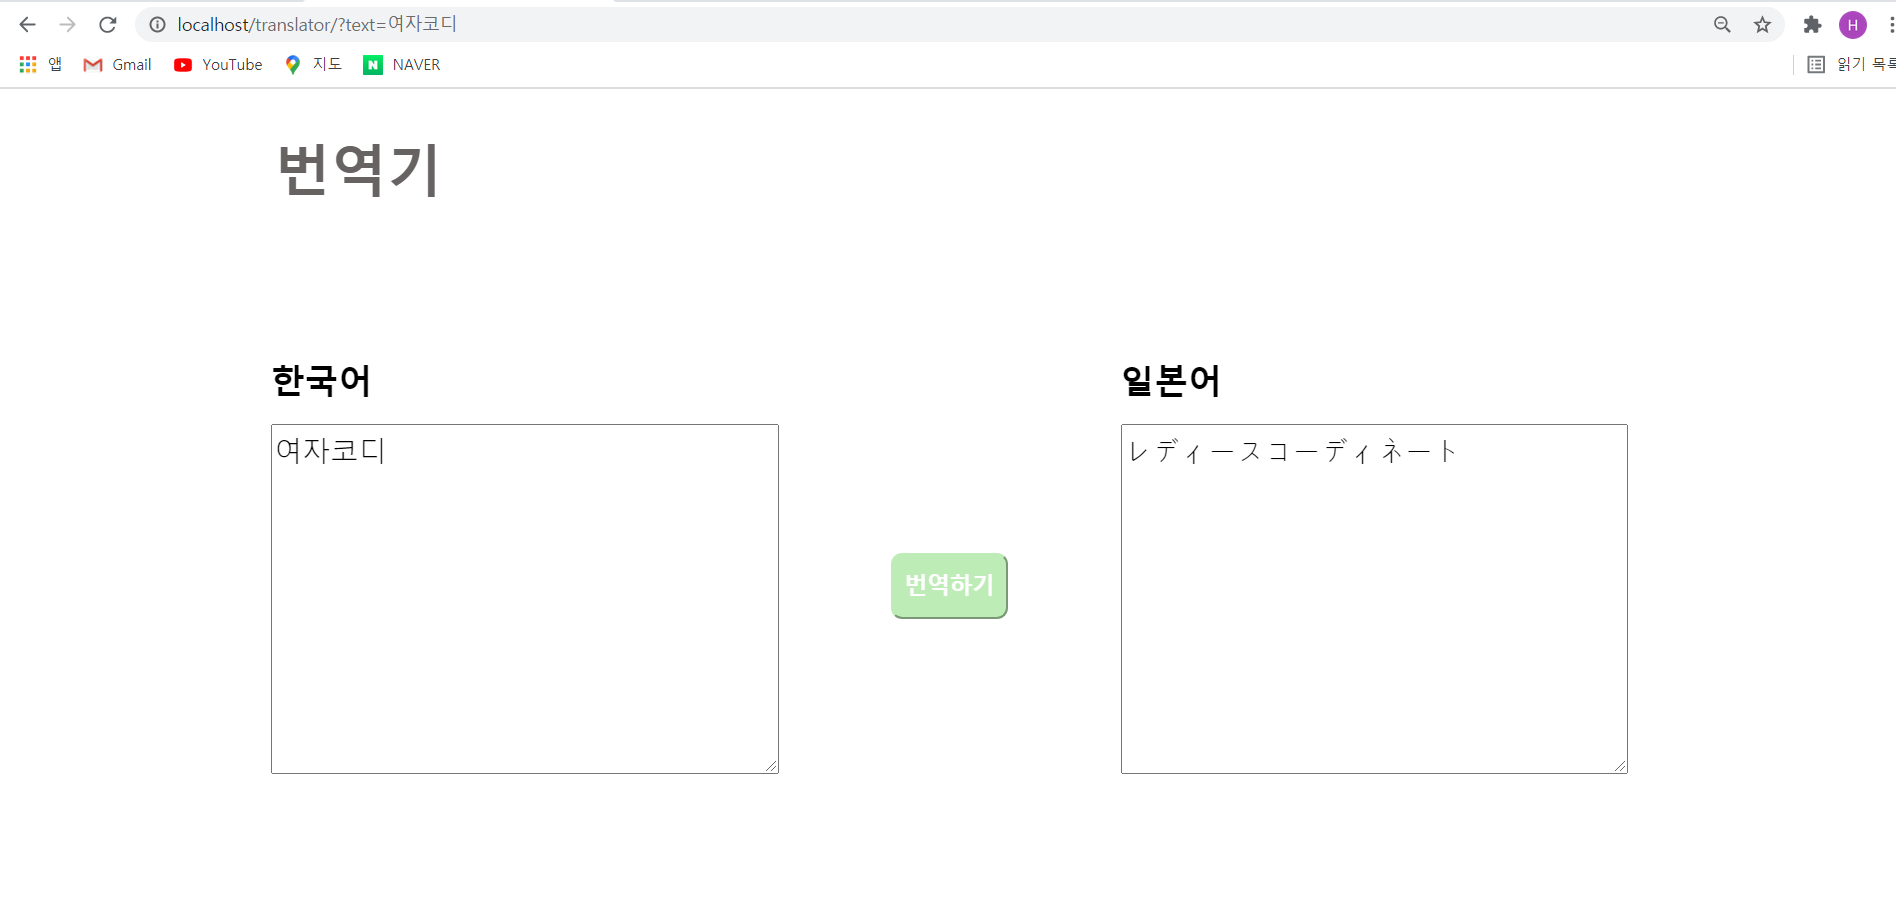 localhost/translator/?text=여자코디
H
앱 Gmail YouTube 지도 NAVER 읽기 목록
번역기
한국어 일본어
여자코디 レディースコーディネート
번역하기